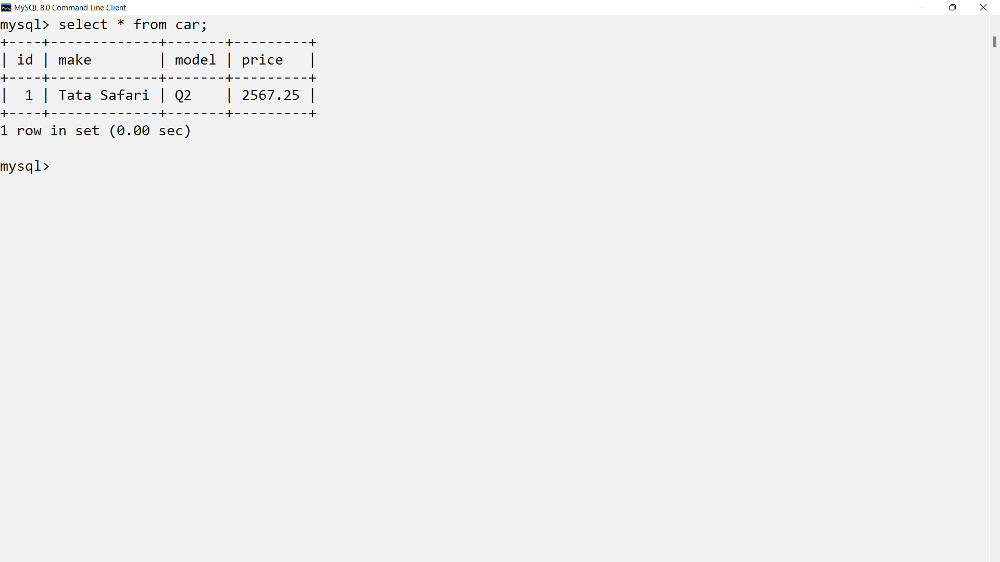 MySQL 8.0 Command Line Client
mysql> select * from car;
+----+-------------+-------+---------+
| id | make        | model | price   |
+----+-------------+-------+---------+
|  1 | Tata Safari | Q2    | 2567.25 |
+----+-------------+-------+---------+
1 row in set (0.00 sec)
mysql>